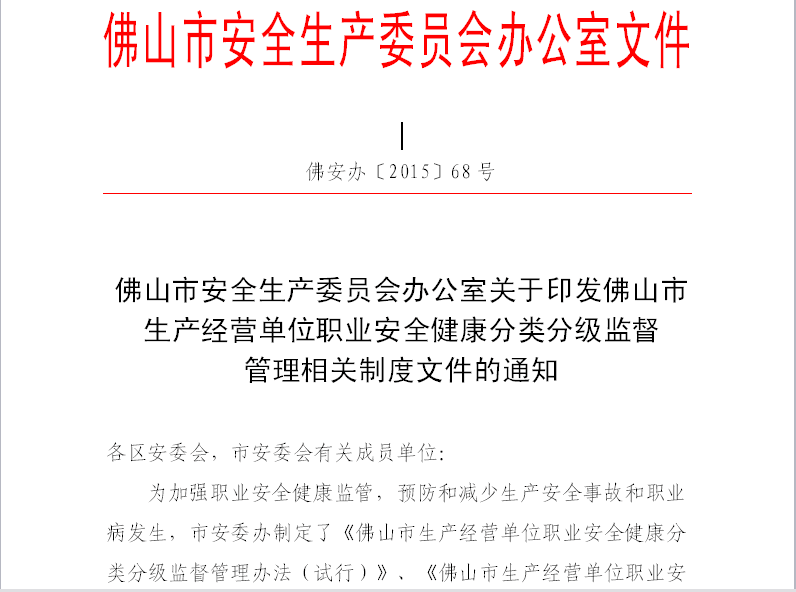 佛山市安全生产委员会办公室文件
佛安办〔2015〕68 号
佛山市安全生产委员会办公室关于印发佛山市
生产经营单位职业安全健康分类分级监督
管理相关制度文件的通知
各区安委会，市安委会有关成员单位：
为加强职业安全健康监管，预防和减少生产安全事故和职业
病发生，市安委办制定了《佛山市生产经营单位职业安全健康分
类分级监督管理办法（试行）》、《佛山市生产经营单位职业安